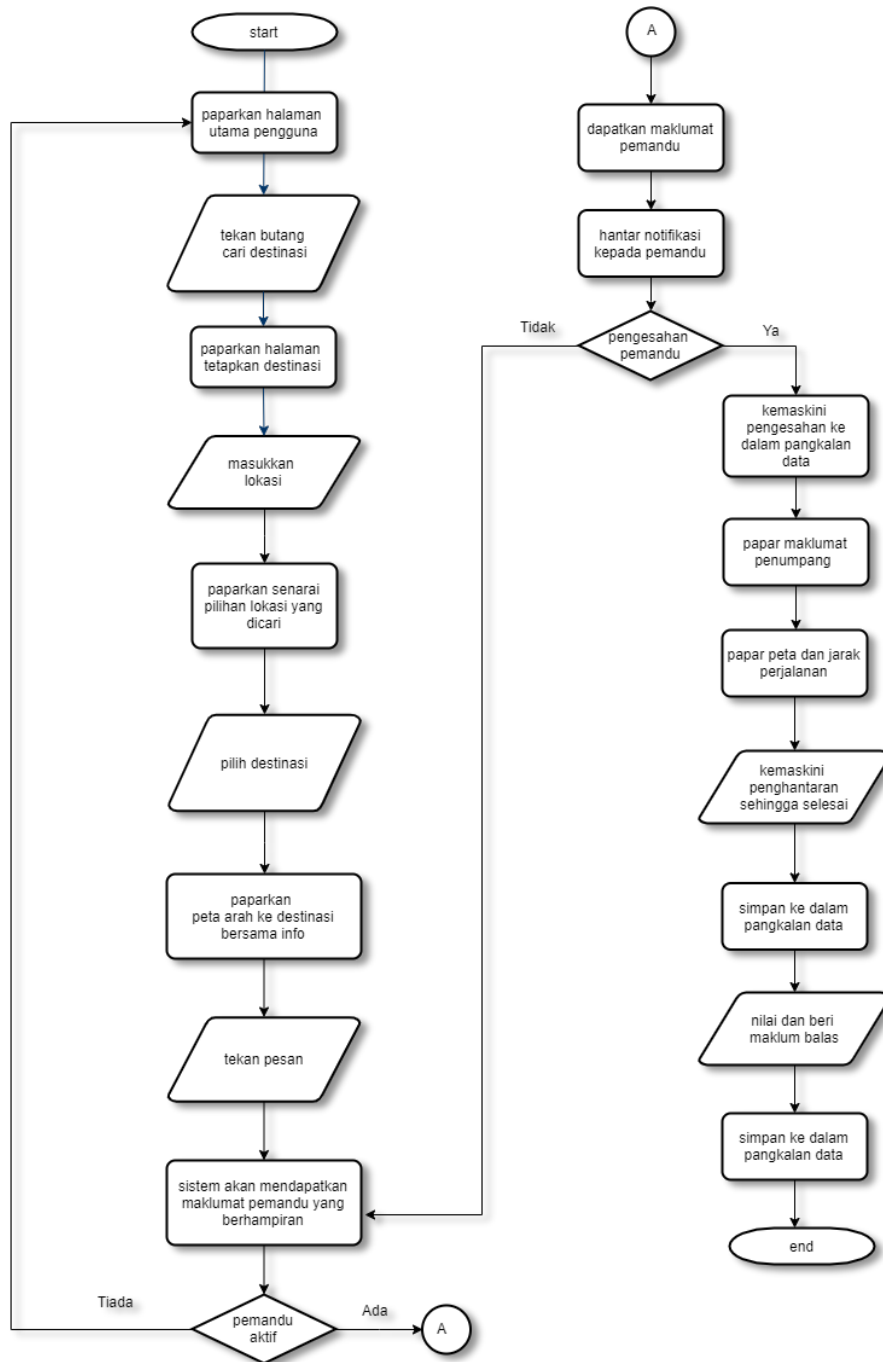 start
paparkan halaman
utama pengguna
tekan butang
cari destinasi
paparkan halaman
tetapkan destinasi
masukkan
lokasi
paparkan senarai
pilihan lokasi yang
dicari
pilih destinasi
paparkan
peta arah ke destinasi
bersama info
tekan pesan
sistem akan mendapatkan
maklumat pemandu yang
berhampiran
Tiada
pemandu
aktif
Ada
A
A
dapatkan maklumat
pemandu
hantar notifikasi
kepada pemandu
Tidak
pengesahan
pemandu
Ya
kemaskini
pengesahan ke
dalam pangkalan
data
papar maklumat
penumpang
papar peta dan jarak
perjalanan
kemaskini
penghantaran
sehingga selesai
simpan ke dalam
pangkalan data
nilai dan beri
maklum balas
simpan ke dalam
pangkalan data
end